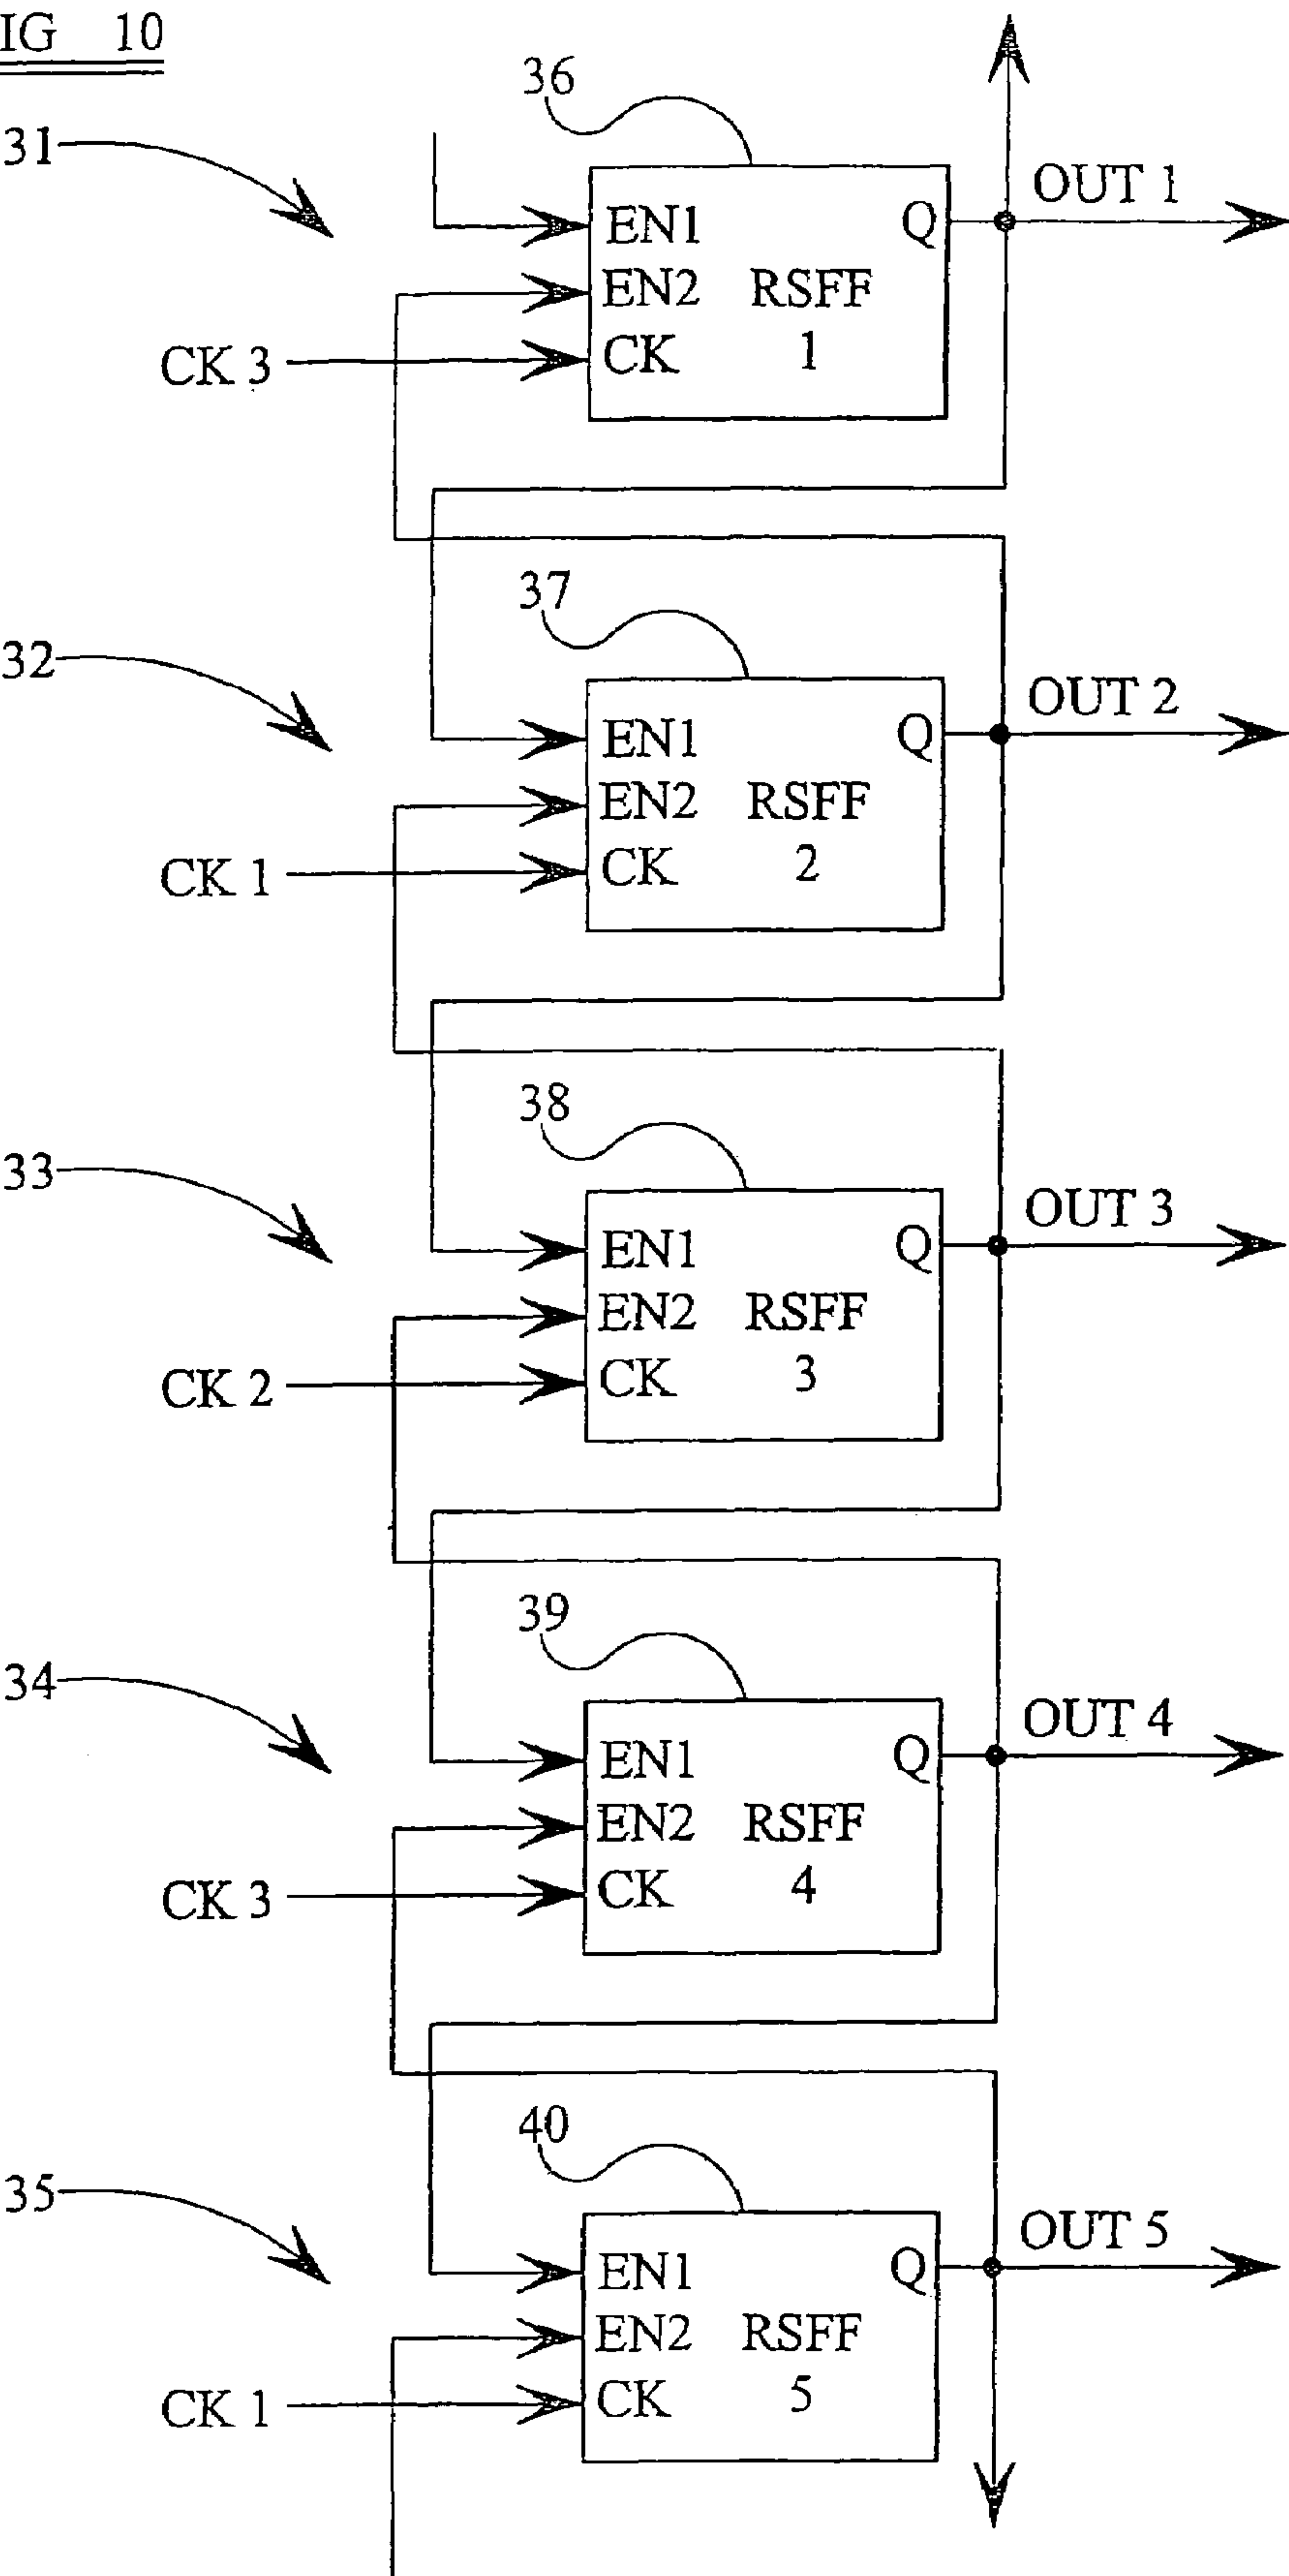 IG 10
36
31
EN1 Q OUT 1
EN2 RSFF
CK 3 CK 1
37
32
EN1 Q OUT 2
EN2 RSFF
CK 1 CK 2
38
33
EN1 Q OUT 3
EN2 RSFF
CK 2 CK 3
39
34
EN1 Q OUT 4
EN2 RSFF
CK 3 CK 4
40
35
EN1 Q OUT 5
EN2 RSFF
CK 1 CK 5